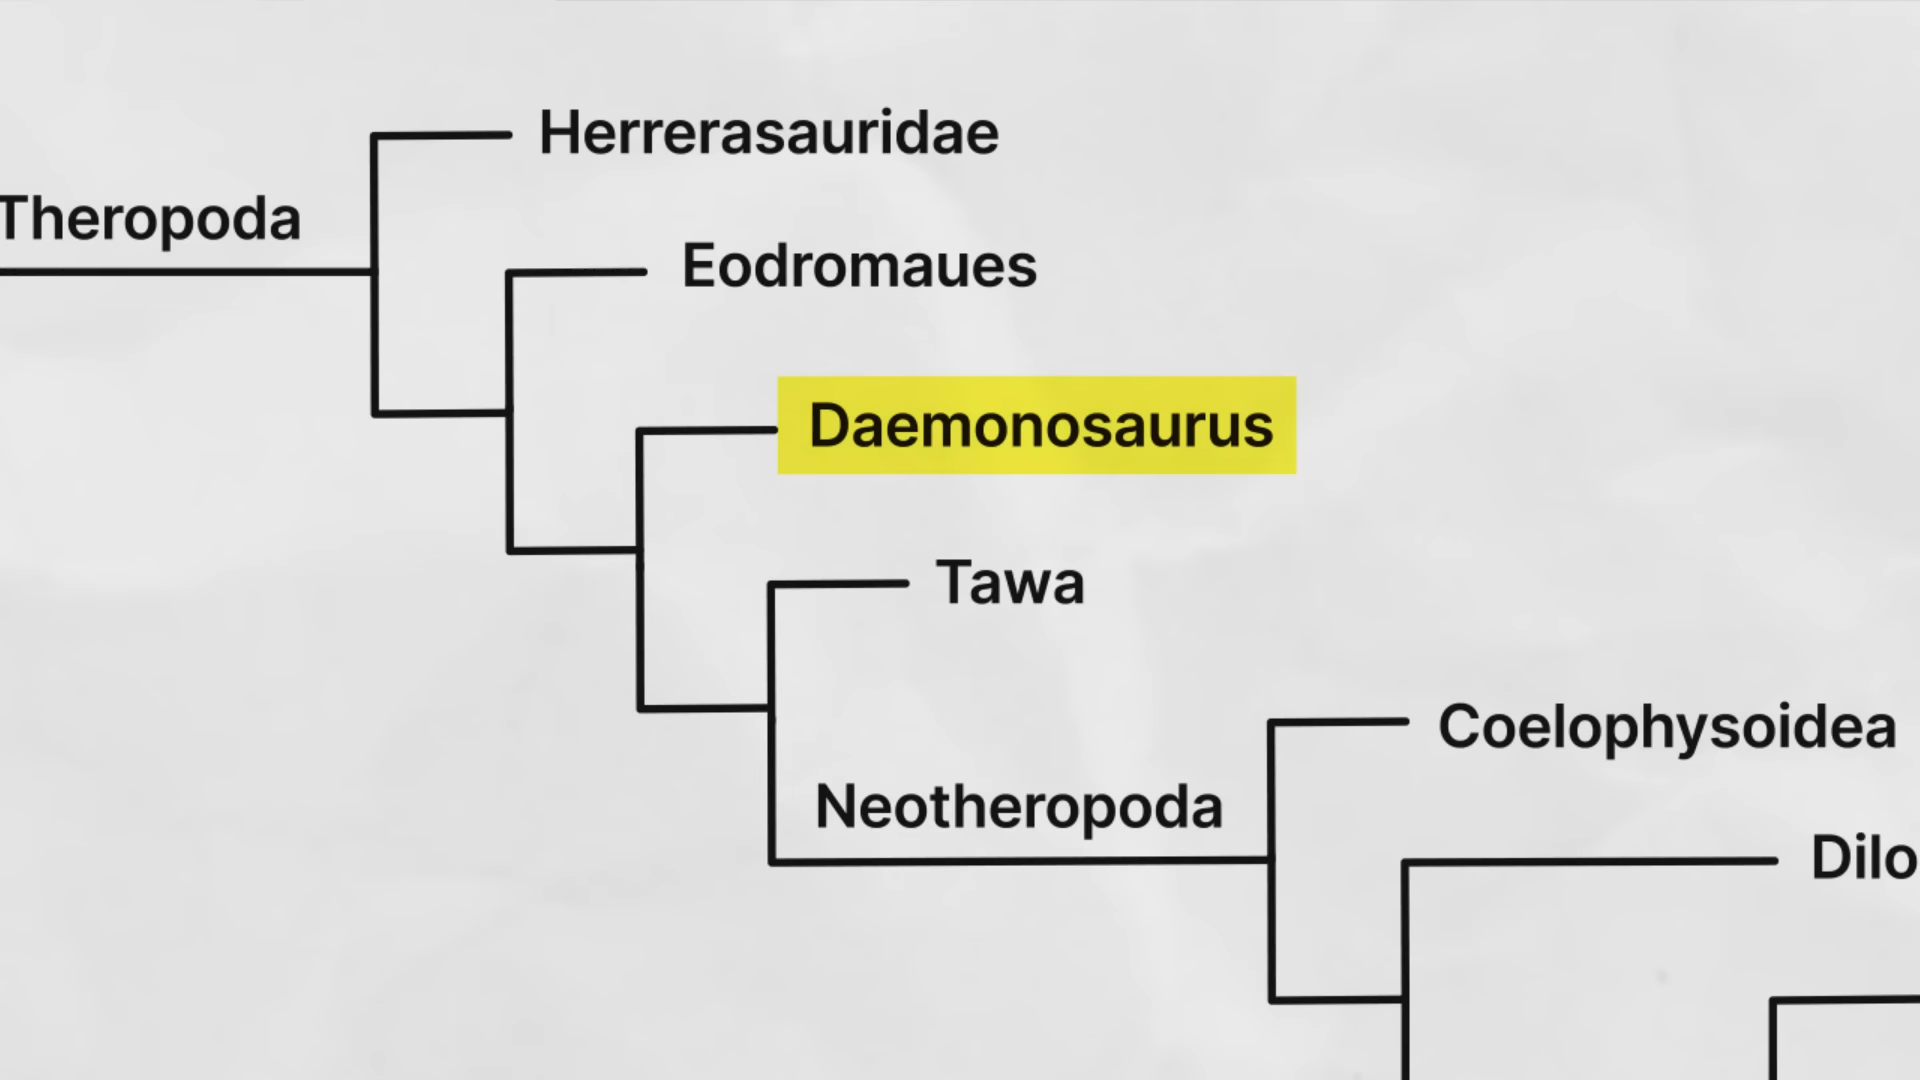 Herrerasauridae
Theropoda
Eodromaues
Daemonosaurus
Tawa
Coelophysoidea
Neotheropoda
Dilo